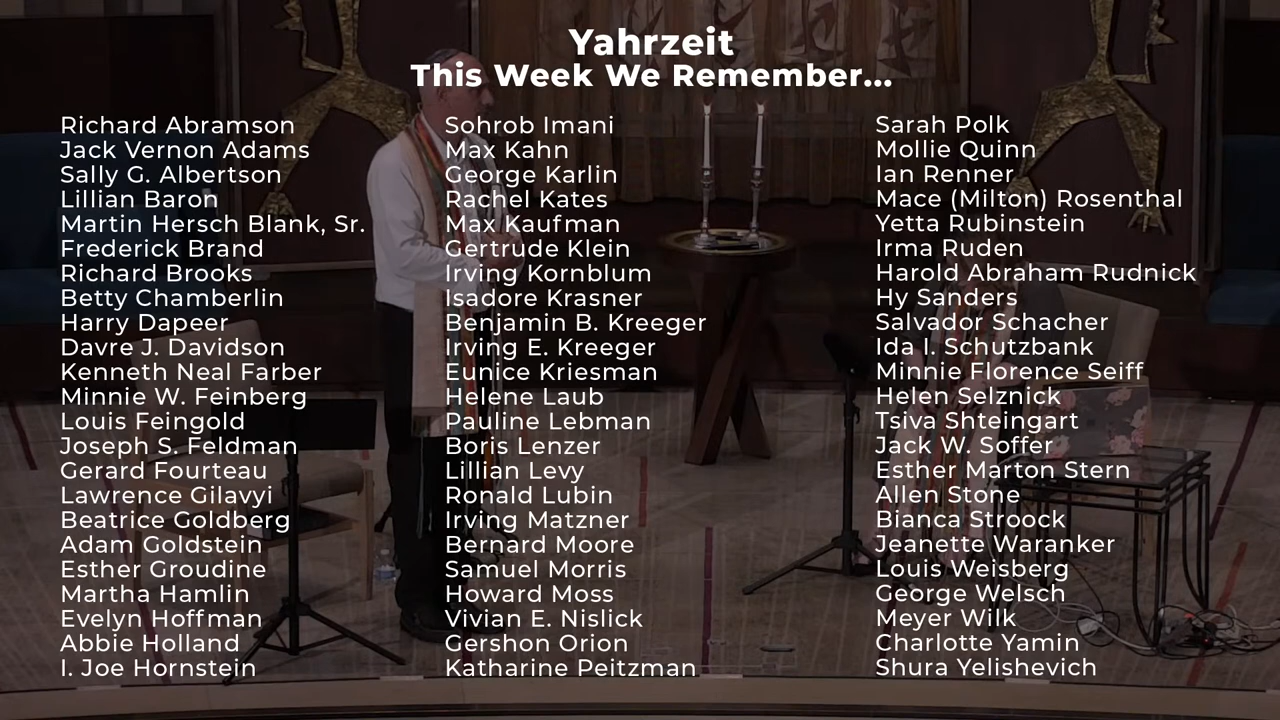 Yahrzeit
This Week We Remember...
Richard Abramson
Jack Vernon Adams
Sally G. Albertson
Lillian Baron
Martin Hersch Blank, Sr.
Frederick Brand
Richard Brooks
Betty Chamberlin
Harry Dapeer
Davre J. Davidson
Kenneth Neal Farber
Minnie W. Feinberg
Louis Feingold
Joseph S. Feldman
Gerard Fourteau
Lawrence Gilavyi
Beatrice Goldberg
Adam Goldstein
Esther Groudine
Martha Hamlin
Evelyn Hoffman
Abbie Holland
I. Joe Hornstein
Sohrob Imani
Max Kahn
George Karlin
Rachel Kates
Max Kaufman
Gertrude Klein
Irving Kornblum
Isadore Krasner
Benjamin B. Kreeger
Irving E. Kreeger
Eunice Kriesman
Helene Laub
Pauline Lebman
Boris Lenzer
Lillian Levy
Ronald Lubin
Irving Matzner
Bernard Moore
Samuel Morris
Howard Moss
Vivian E. Nislick
Gershon Orion
Katharine Peitzman
Sarah Polk
Mollie Quinn
Ian Renner
Mace (Milton) Rosenthal
Yetta Rubinstein
Irma Ruden
Harold Abraham Rudnick
Hy Sanders
Salvador Schacher
Ida I. Schutzbank
Minnie Florence Seiff
Helen Selznick
Tsiva Shteingart
Jack W. Soffer
Esther Marton Stern
Allen Stone
Bianca Stroock
Jeanette Waranker
Louis Weisberg
George Welsch
Meyer Wilk
Charlotte Yamin
Shura Yelishevich